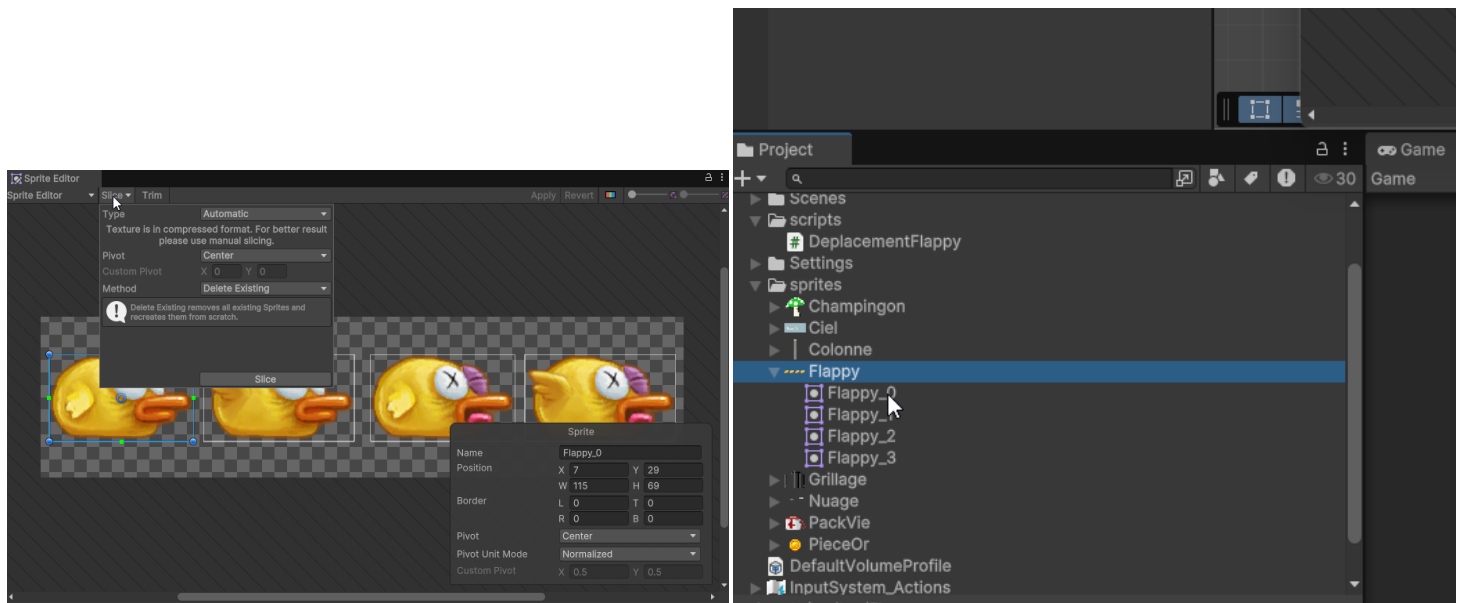 Sprite Editor
Sprite Editor Slice Trim Apply Revert
Type Automatic
Texture is in compressed format. For better result
please use manual slicing.
Pivot Center
Custom Pivot X 0 Y 0
Method Delete Existing
Delete Existing removes all existing Sprites and
recreates them from scratch.
Slice
Sprite
Name Flappy_0
Position X 7 Y 29
W 115 H 69
Border L 0 T 0
R 0 B 0
Pivot Center
Pivot Unit Mode Normalized
Custom Pivot X 0.5 Y 0.5
Project
30
Scenes
scripts
DeplacementFlappy
Settings
sprites
Champingon
Ciel
Colonne
Flappy
Flappy_0
Flappy_1
Flappy_2
Flappy_3
Grillage
Nuage
PackVie
PieceOr
DefaultVolumeProfile
InputSystem_Actions
Game
Game